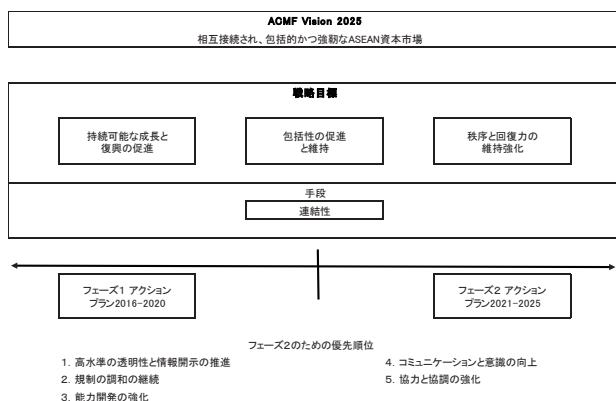 ACMF Vision 2025
相互接続され、包括的かつ強靭なASEAN資本市場
戦略目標
持続可能な成長と
復興の促進
包括性の促進
と維持
秩序と回復力の
維持強化
手段
連結性
フェーズ1 アクション
プラン2016-2020
フェーズ2 アクション
プラン2021-2025
フェーズ2のための優先順位
1. 高水準の透明性と情報開示の推進
2. 規制の調和の継続
3. 能力開発の強化
4. コミュニケーションと意識の向上
5. 協力と協調の強化